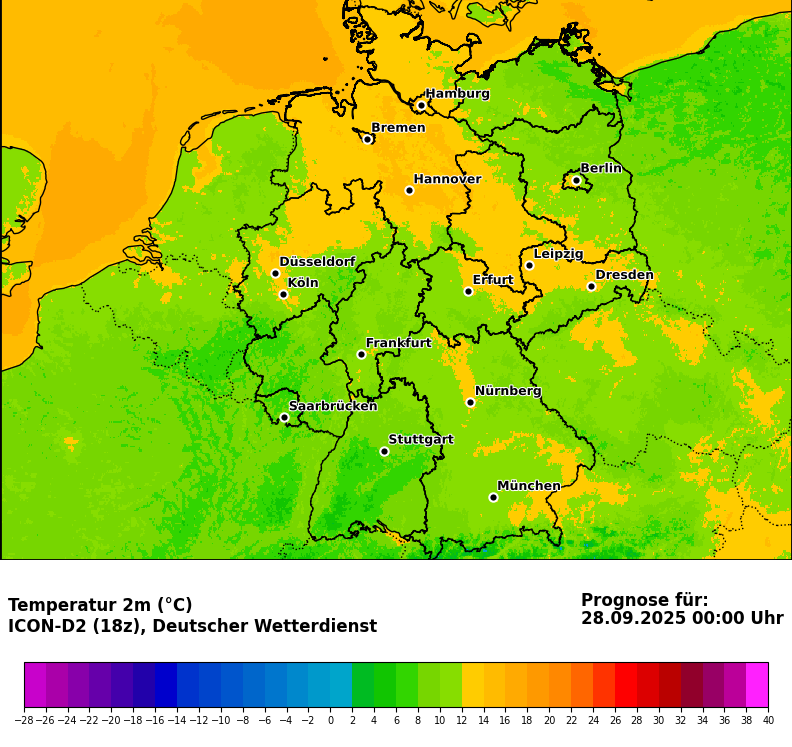 Hamburg
Bremen
Berlin
Hannover
Leipzig
Düsseldorf
Dresden
Erfurt
Köln
Frankfurt
Nürnberg
Saarbrücken
Stuttgart
München
Temperatur 2m (°C)
ICON-D2 (18z), Deutscher Wetterdienst
Prognose für:
28.09.2025 00:00 Uhr
−28 −26 −24 −22 −20 −18 −16 −14 −12 −10 −8 −6 −4 −2 0 2 4 6 8 10 12 14 16 18 20 22 24 26 28 30 32 34 36 38 40